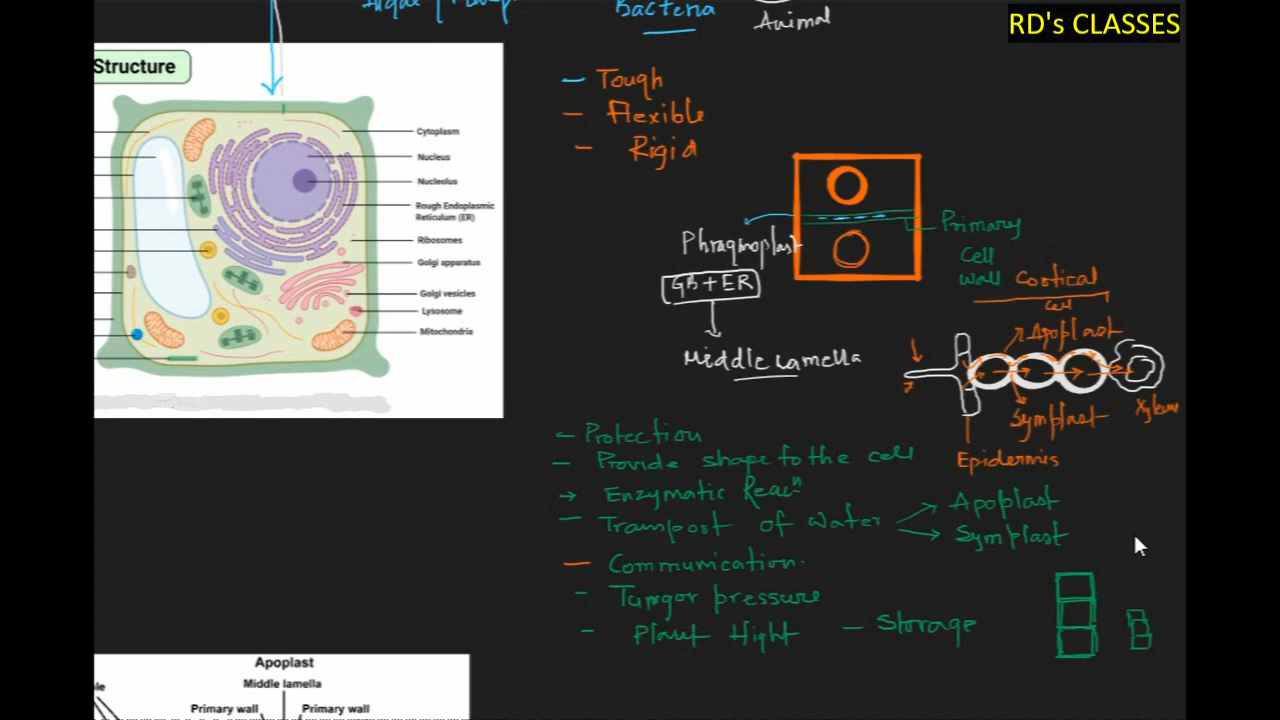 Algae
Bacteria
Animal
RD's CLASSES
Structure
Cytoplasm
Nucleus
Nucleolus
Rough Endoplasmic
Reticulum (ER)
Ribosomes
Golgi apparatus
Golgi vesicles
Lysosome
Mitochondria
- Tough
- Flexible
- Rigid
Phragmoplast
GB + ER
Middle lamella
Primary
Cell
wall
Cortical
Cell
Apoplast
Symplast
Xylem
Epidermis
- Protection
- Provide shape to the cell
→ Enzymatic Reacⁿ
- Transport of water
Apoplast
Symplast
- Communication.
- Turgor pressure
- Plant Hight - Storage
Apoplast
Middle lamella
Primary wall Primary wall